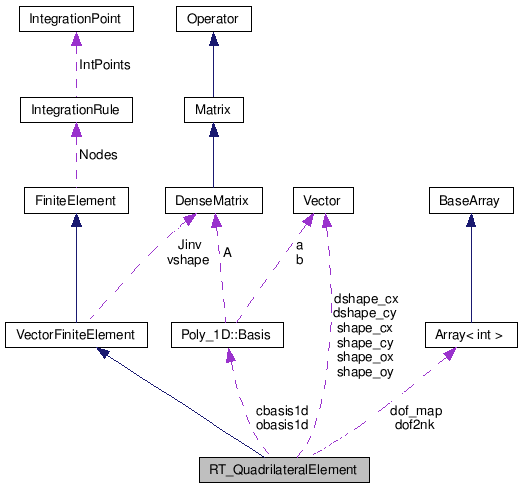 IntegrationPoint
Operator
IntPoints
IntegrationRule
Matrix
Nodes
FiniteElement
DenseMatrix
Vector
BaseArray
Jinv
vshape
A
a
b
dshape_cx
dshape_cy
shape_cx
shape_cy
shape_ox
shape_oy
VectorFiniteElement
Poly_1D::Basis
Array< int >
cbasis1d
obasis1d
dof_map
dof2nk
RT_QuadrilateralElement